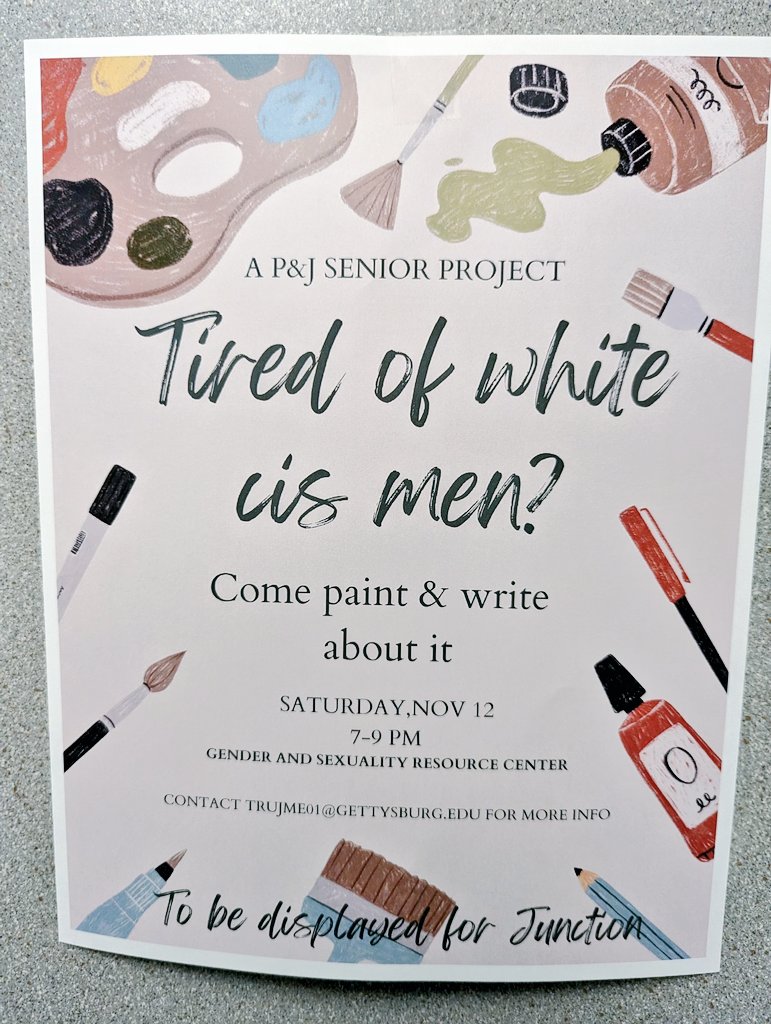 A P&J SENIOR PROJECT
Tired of white
cis men?
Come paint & write
about it
SATURDAY,NOV 12
7-9 PM
GENDER AND SEXUALITY RESOURCE CENTER
CONTACT TRUJME01@GETTYSBURG.EDU FOR MORE INFO
To be displayed for Junction